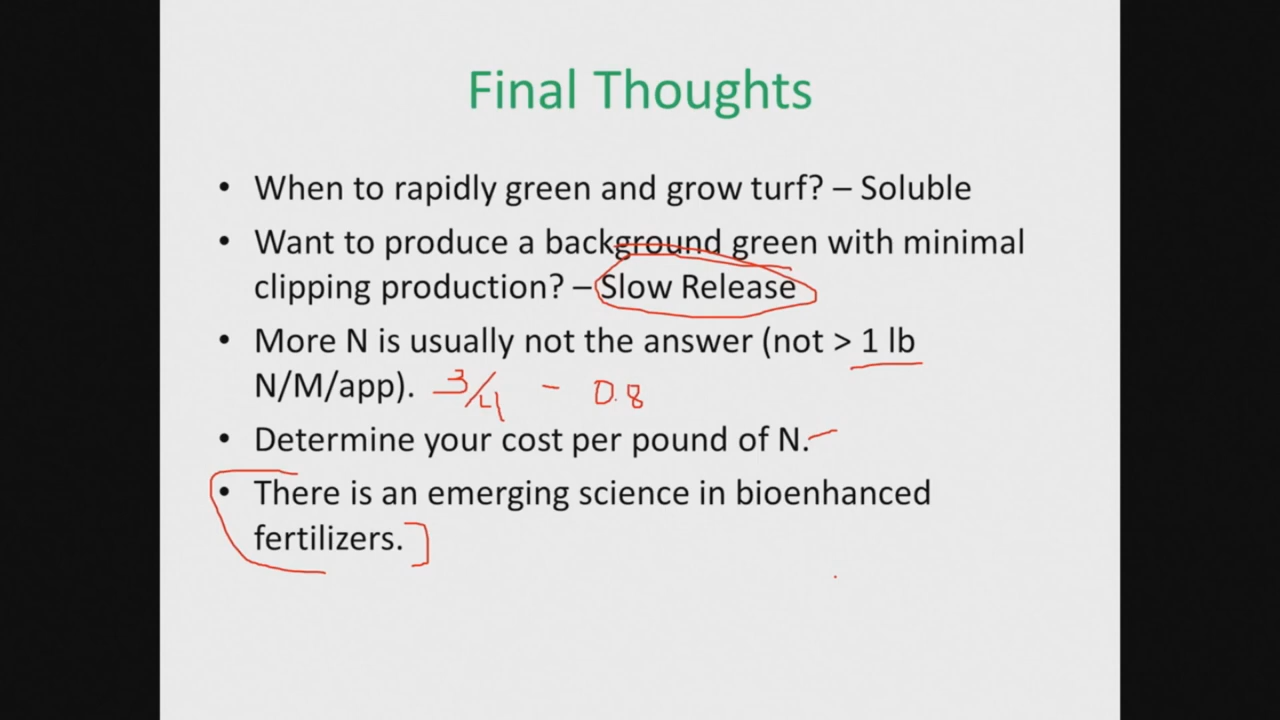 Final Thoughts
• When to rapidly green and grow turf? – Soluble
• Want to produce a background green with minimal
clipping production? – Slow Release
• More N is usually not the answer (not > 1 lb
N/M/app). 3/4 – 0.8
• Determine your cost per pound of N.
• There is an emerging science in bioenhanced
fertilizers.